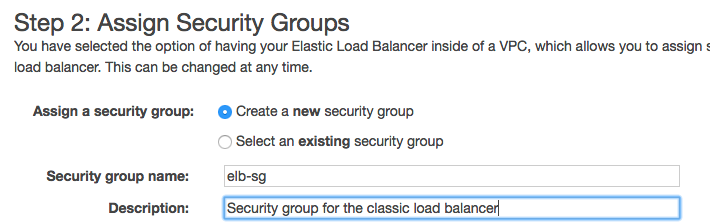 Step 2: Assign Security Groups
You have selected the option of having your Elastic Load Balancer inside of a VPC, which allows you to assign
load balancer. This can be changed at any time.
Assign a security group: Create a new security group
Select an existing security group
Security group name: elb-sg
Description: Security group for the classic load balancer